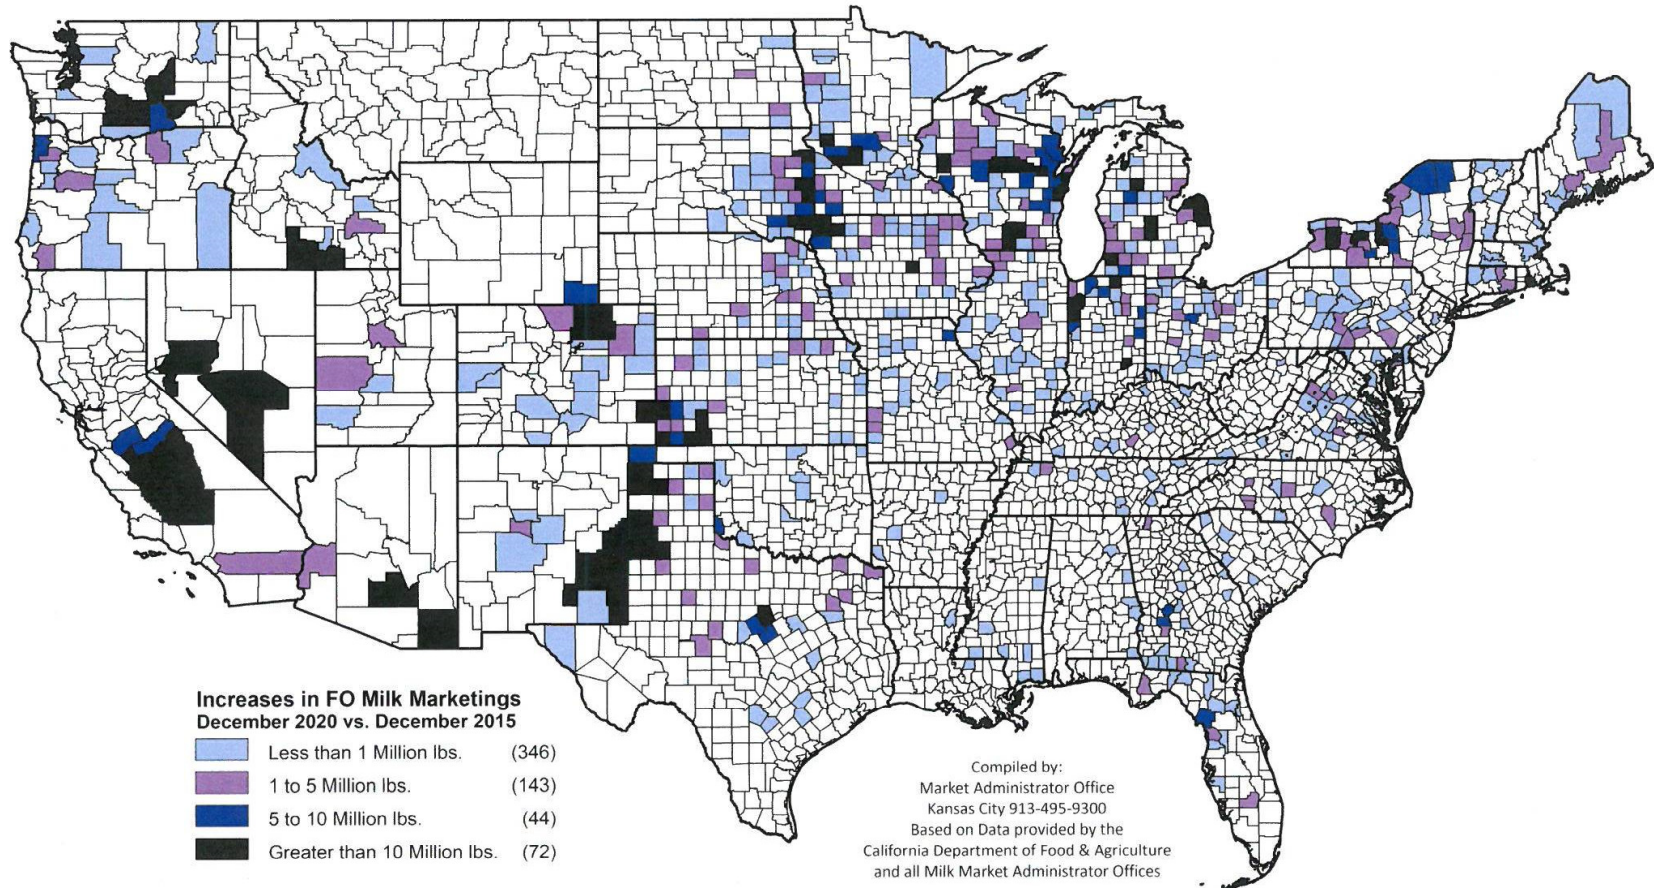 Increases in FO Milk Marketings
December 2020 vs. December 2015
Less than 1 Million lbs. (346)
1 to 5 Million lbs. (143)
5 to 10 Million lbs. (44)
Greater than 10 Million lbs. (72)
Compiled by:
Market Administrator Office
Kansas City 913-495-9300
Based on Data provided by the
California Department of Food & Agriculture
and all Milk Market Administrator Offices